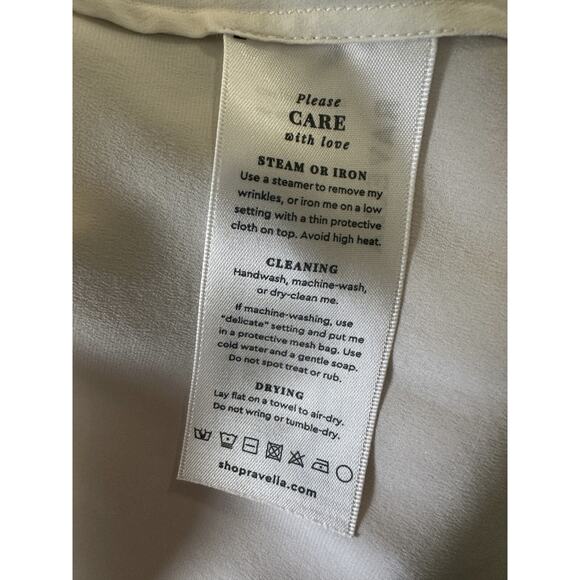 Please
CARE
with love
STEAM OR IRON
Use a steamer to remove my
wrinkles, or iron me on a low
setting with a thin protective
cloth on top. Avoid high heat.
CLEANING
Handwash, machine-wash,
or dry-clean me.
If machine-washing, use
"delicate" setting and put me
in a protective mesh bag. Use
cold water and a gentle soap.
Do not spot treat or rub.
DRYING
Lay flat on a towel to air-dry.
Do not wring or tumble-dry.
shopravella.com